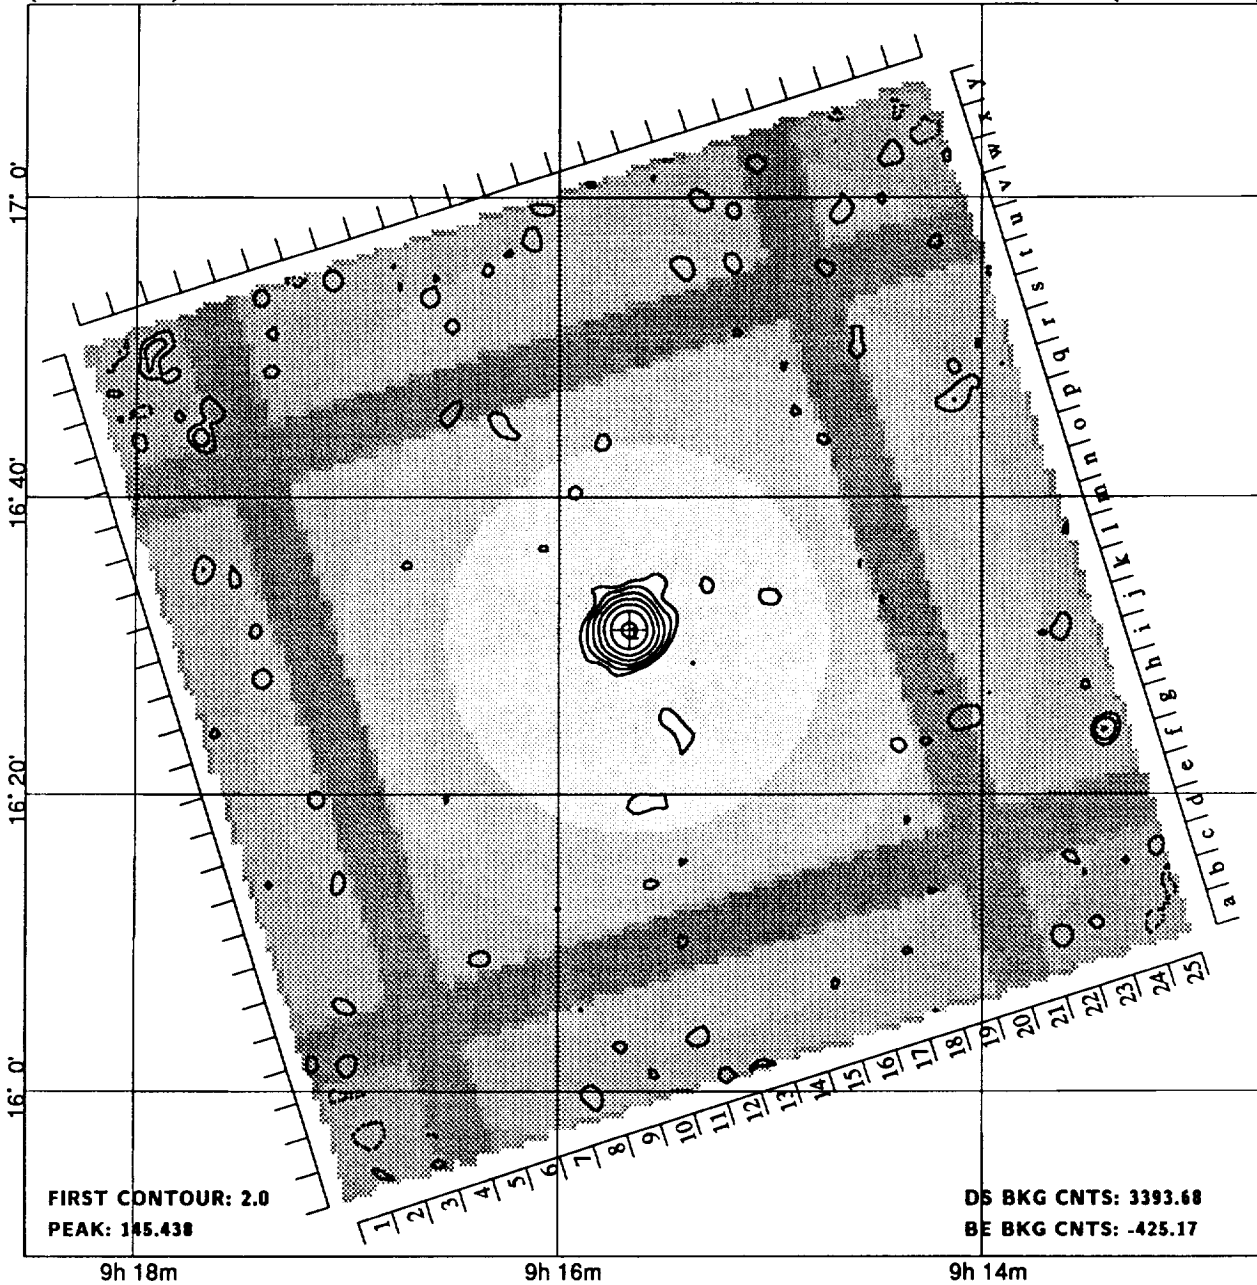 17° 0'
16° 40'
16° 20'
16° 0'
a|b|c|d|e|f|g|h|i|j|k|l|m|n|o|p|q|r|s|t|u|v|w|x|y
1|2|3|4|5|6|7|8|9|10|11|12|13|14|15|16|17|18|19|20|21|22|23|24|25
FIRST CONTOUR: 2.0
PEAK: 145.438
DS BKG CNTS: 3393.68
BE BKG CNTS: -425.17
9h 18m
9h 16m
9h 14m